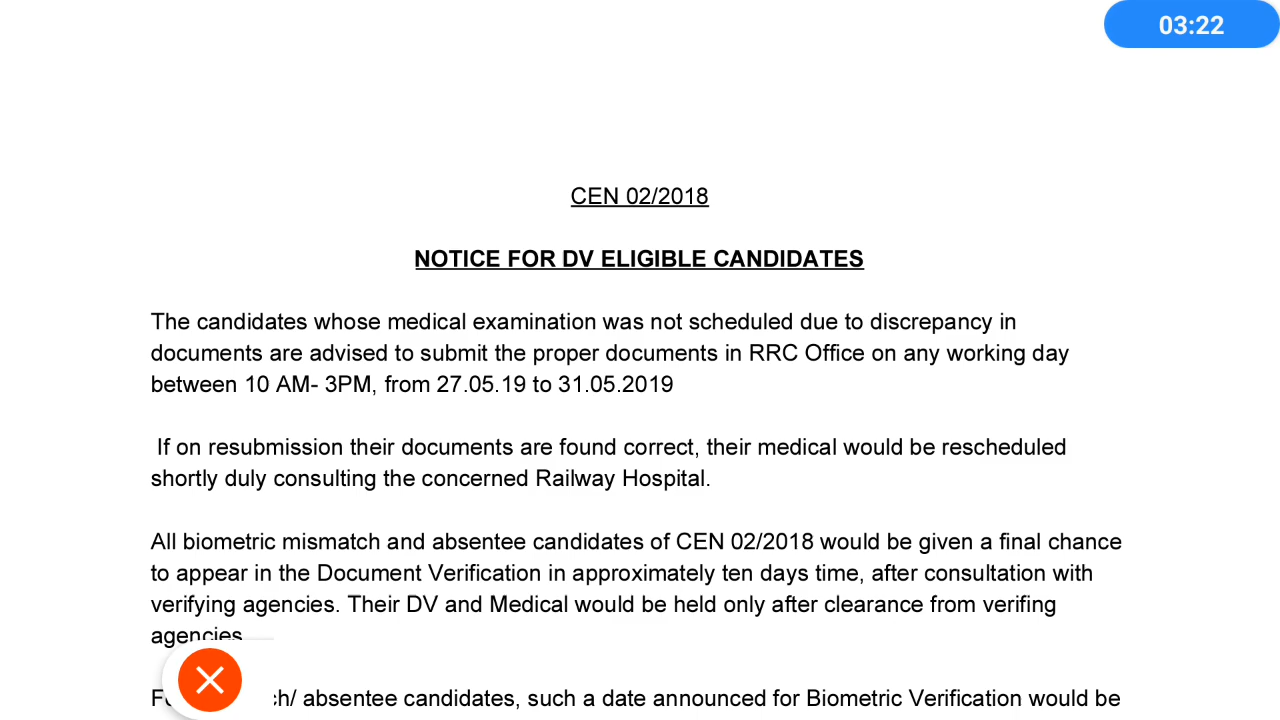 03:22
CEN 02/2018
NOTICE FOR DV ELIGIBLE CANDIDATES
The candidates whose medical examination was not scheduled due to discrepancy in
documents are advised to submit the proper documents in RRC Office on any working day
between 10 AM- 3PM, from 27.05.19 to 31.05.2019
If on resubmission their documents are found correct, their medical would be rescheduled
shortly duly consulting the concerned Railway Hospital.
All biometric mismatch and absentee candidates of CEN 02/2018 would be given a final chance
to appear in the Document Verification in approximately ten days time, after consultation with
verifying agencies. Their DV and Medical would be held only after clearance from verifing
agencies.
absentee candidates, such a date announced for Biometric Verification would be